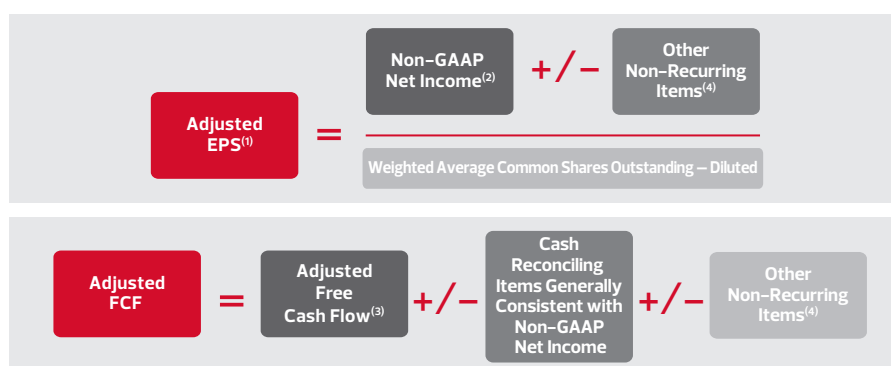 Adjusted
EPS(1)
=
Non-GAAP
Net Income(2)
+/-
Other
Non-Recurring
Items(4)
Weighted Average Common Shares Outstanding – Diluted
Adjusted
FCF
=
Adjusted
Free
Cash Flow(3)
+/-
Cash
Reconciling
Items Generally
Consistent with
Non-GAAP
Net Income
+/-
Other
Non-Recurring
Items(4)